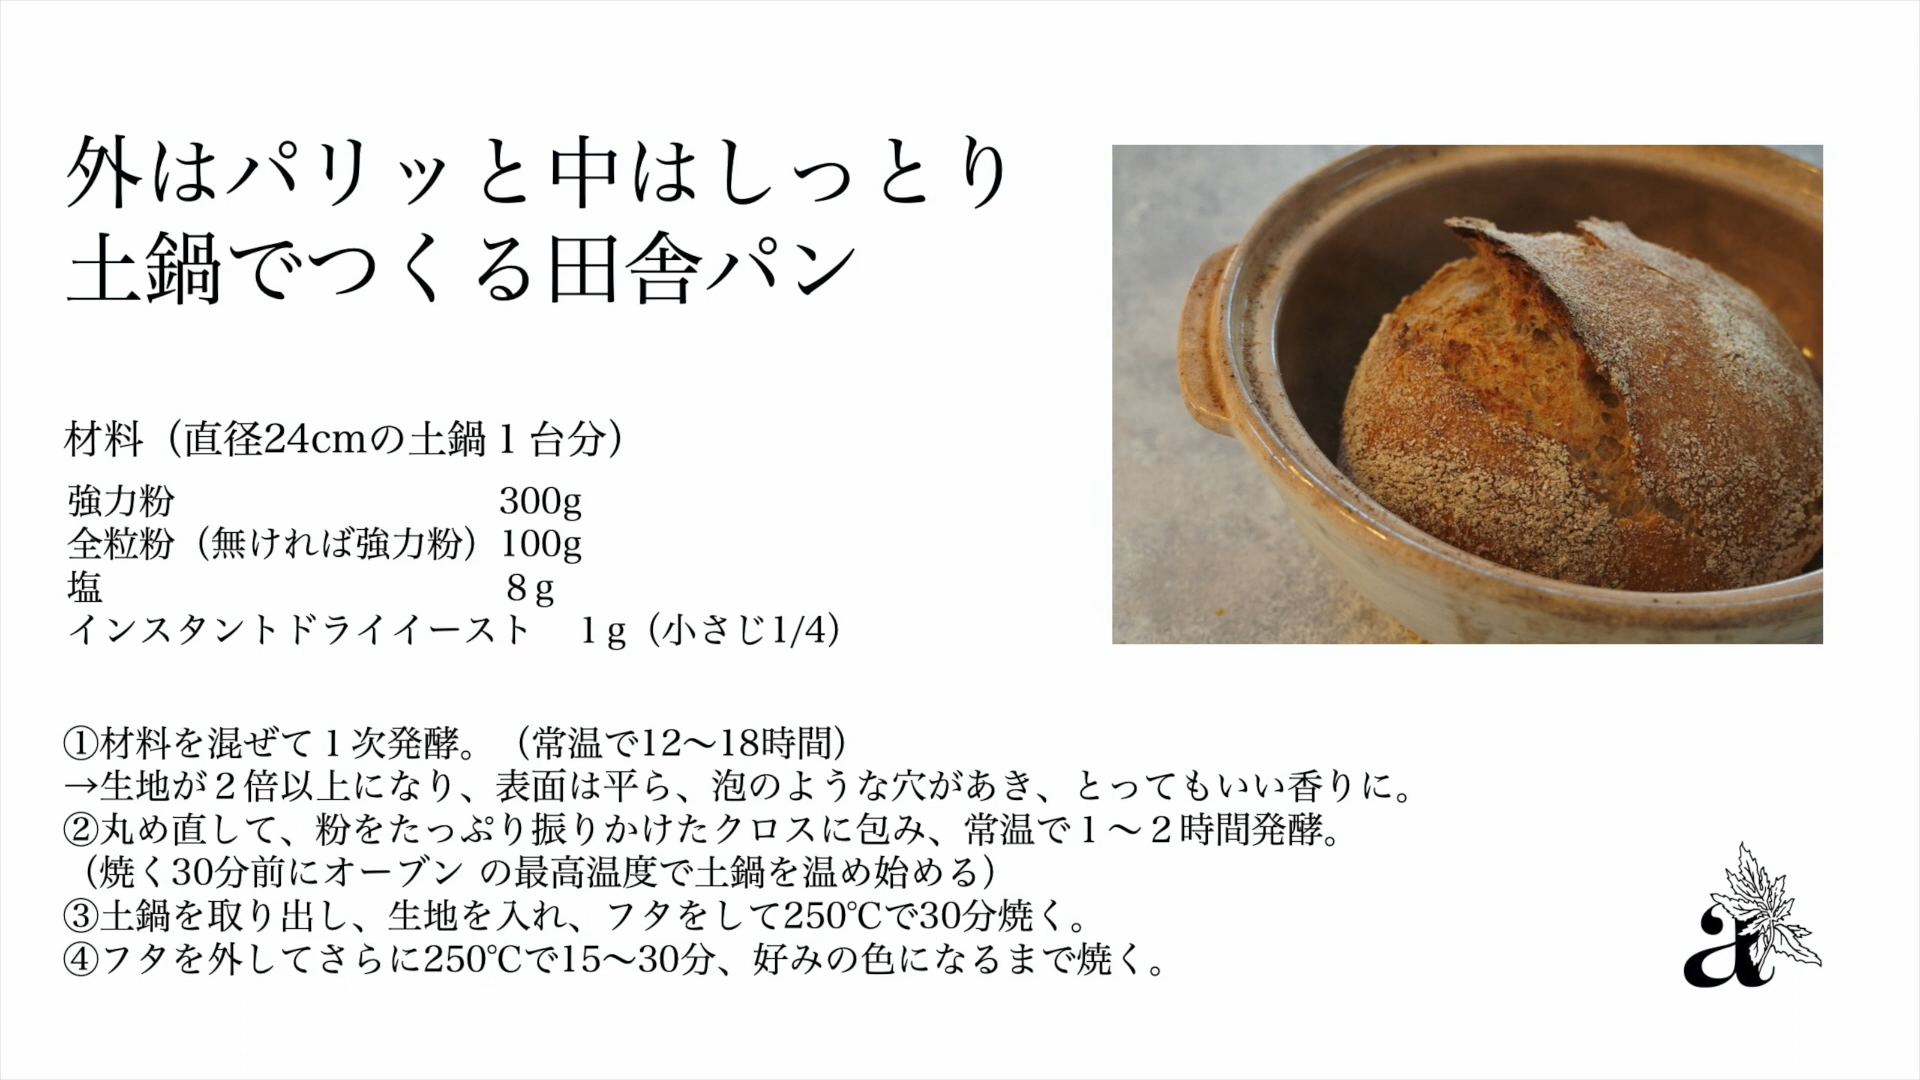 外はパリッと中はしっとり
土鍋でつくる田舎パン
材料（直径24cmの土鍋１台分）
強力粉 300g
全粒粉（無ければ強力粉）100g
塩 ８g
インスタントドライイースト 1ｇ（小さじ1/4）
①材料を混ぜて１次発酵。（常温で12〜18時間）
→生地が２倍以上になり、表面は平ら、泡のような穴があき、とってもいい香りに。
②丸め直して、粉をたっぷり振りかけたクロスに包み、常温で１〜２時間発酵。
（焼く30分前にオーブン の最高温度で土鍋を温め始める）
③土鍋を取り出し、生地を入れ、フタをして250℃で30分焼く。
④フタを外してさらに250℃で15〜30分、好みの色になるまで焼く。
a